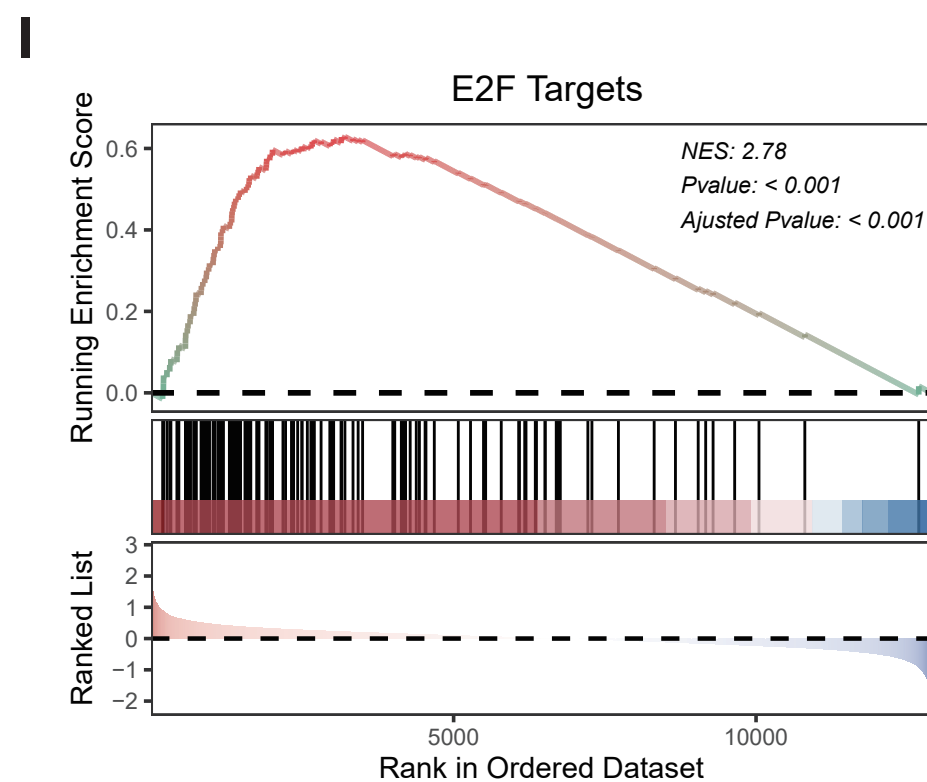 I
E2F Targets
Running Enrichment Score
0.6
0.4
0.2
0.0
NES: 2.78
Pvalue: < 0.001
Ajusted Pvalue: < 0.001
Ranked List
3
2
1
0
−1
−2
5000
10000
Rank in Ordered Dataset